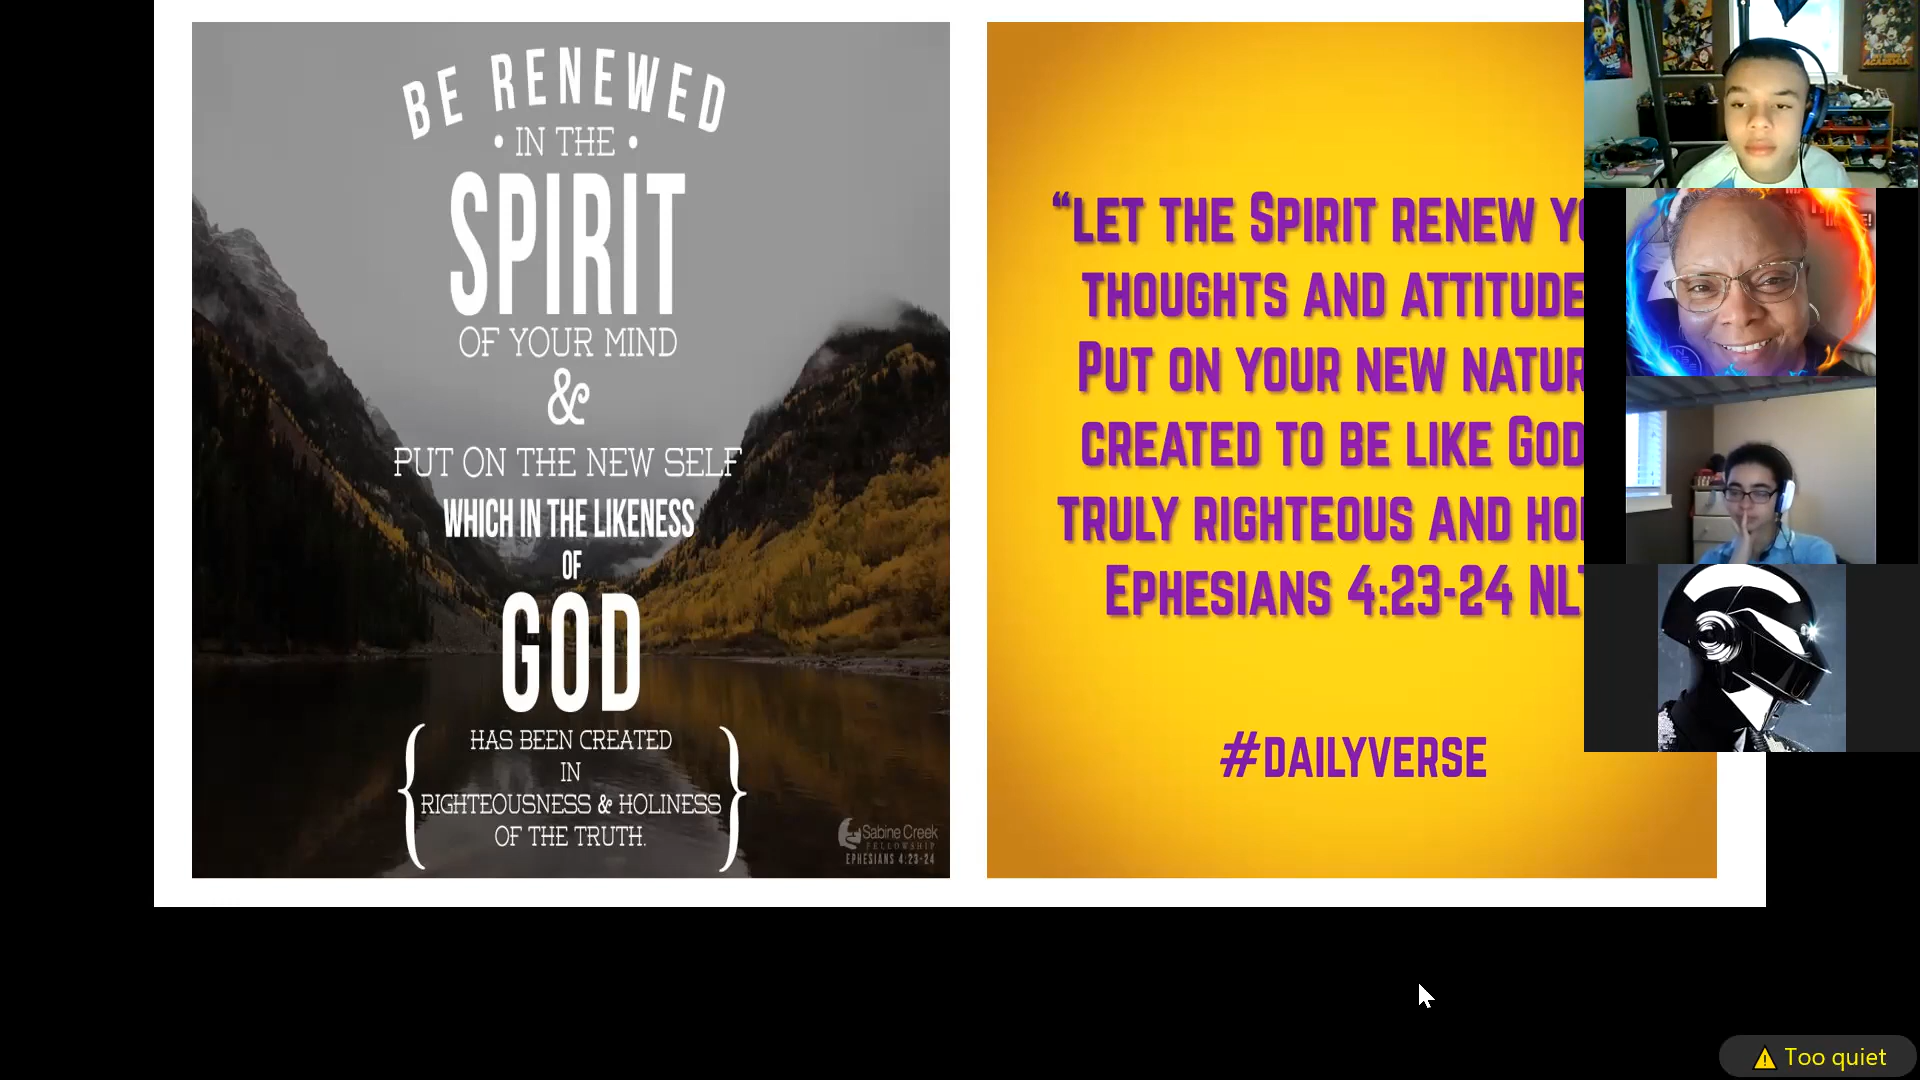 BE RENEWED
• IN THE •
SPIRIT
OF YOUR MIND
&
PUT ON THE NEW SELF
WHICH IN THE LIKENESS
OF
GOD
HAS BEEN CREATED
IN
RIGHTEOUSNESS & HOLINESS
OF THE TRUTH.
Sabine Creek
FELLOWSHIP
EPHESIANS 4:23-24
“LET THE SPIRIT RENEW
THOUGHTS AND ATTITUDE
PUT ON YOUR NEW NATUR
CREATED TO BE LIKE GOD
TRULY RIGHTEOUS AND
EPHESIANS 4:23-24 NLT
#DAILYVERSE
ACADEMIA
Too quiet